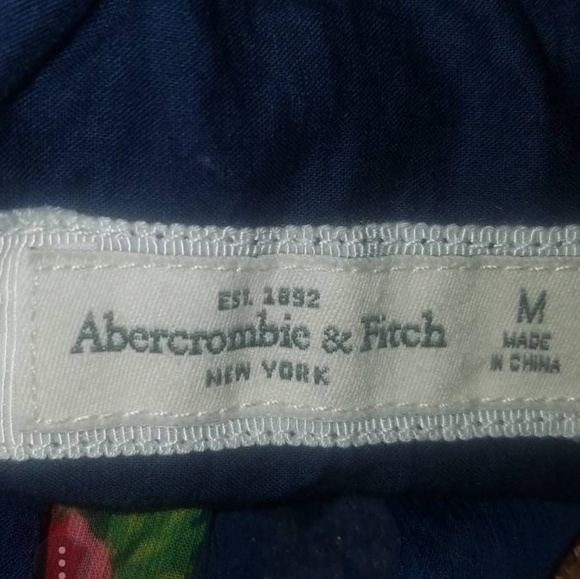 EST. 1892
Abercrombie & Fitch
NEW YORK
M
MADE
IN CHINA